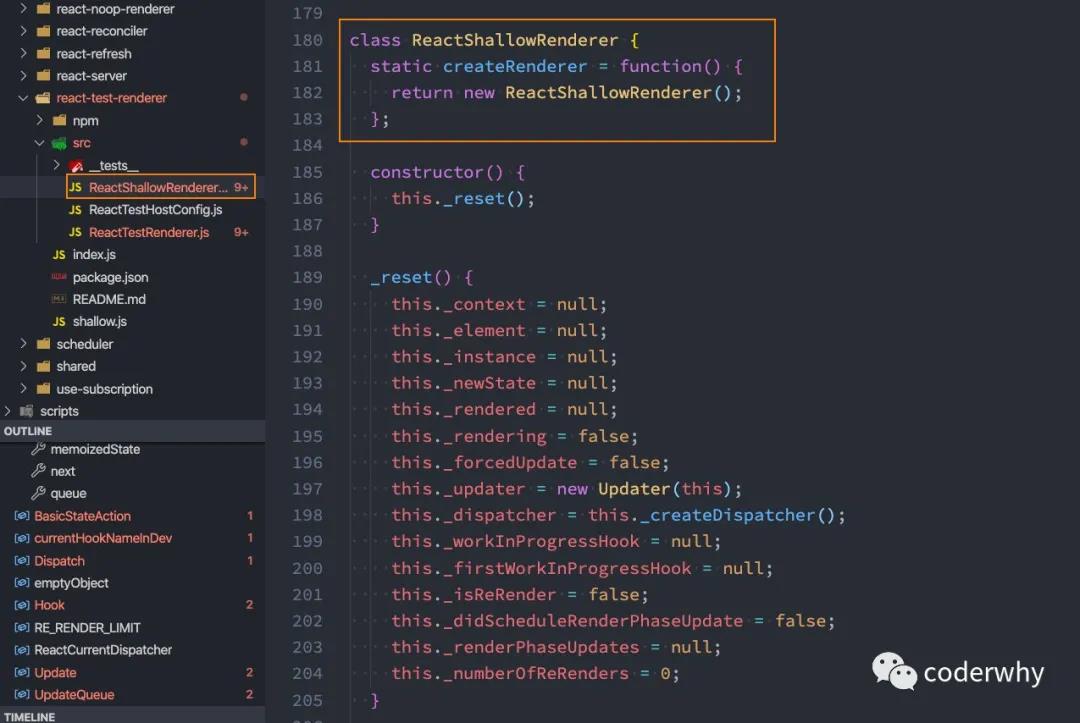 react-noop-renderer
react-reconciler
react-refresh
react-server
react-test-renderer
npm
src
__tests__
JS ReactShallowRenderer... 9+
JS ReactTestHostConfig.js
JS ReactTestRenderer.js 9+
JS index.js
package.json
README.md
JS shallow.js
scheduler
shared
use-subscription
scripts
OUTLINE
memoizedState
next
queue
BasicStateAction 1
currentHookNameInDev 1
Dispatch 1
emptyObject
Hook 2
RE_RENDER_LIMIT
ReactCurrentDispatcher
Update 2
UpdateQueue 2
TIMELINE
179
180 class ReactShallowRenderer {
181 static createRenderer = function() {
182 return new ReactShallowRenderer();
183 };
184
185 constructor() {
186 this._reset();
187 }
188
189 _reset() {
190 this._context = null;
191 this._element = null;
192 this._instance = null;
193 this._newState = null;
194 this._rendered = null;
195 this._rendering = false;
196 this._forcedUpdate = false;
197 this._updater = new Updater(this);
198 this._dispatcher = this._createDispatcher();
199 this._workInProgressHook = null;
200 this._firstWorkInProgressHook = null;
201 this._isReRender = false;
202 this._didScheduleRenderPhaseUpdate = false;
203 this._renderPhaseUpdates = null;
204 this._numberOfReRenders = 0;
205 }
coderwhy